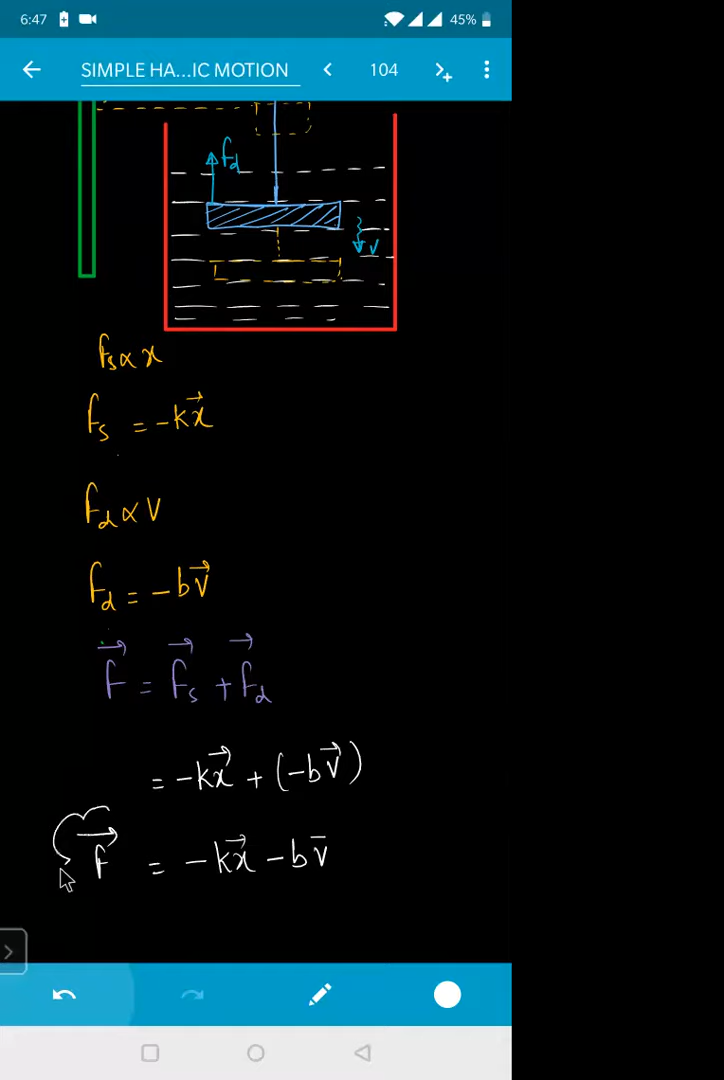 6:47 45%
SIMPLE HA...IC MOTION 104
fd
v
fs ∝ x
fs = -kx⃗
fd ∝ v
fd = -bv⃗
F⃗ = f⃗s + f⃗d
= -kx⃗ + (-bv⃗)
F⃗ = -kx⃗ - bv̄